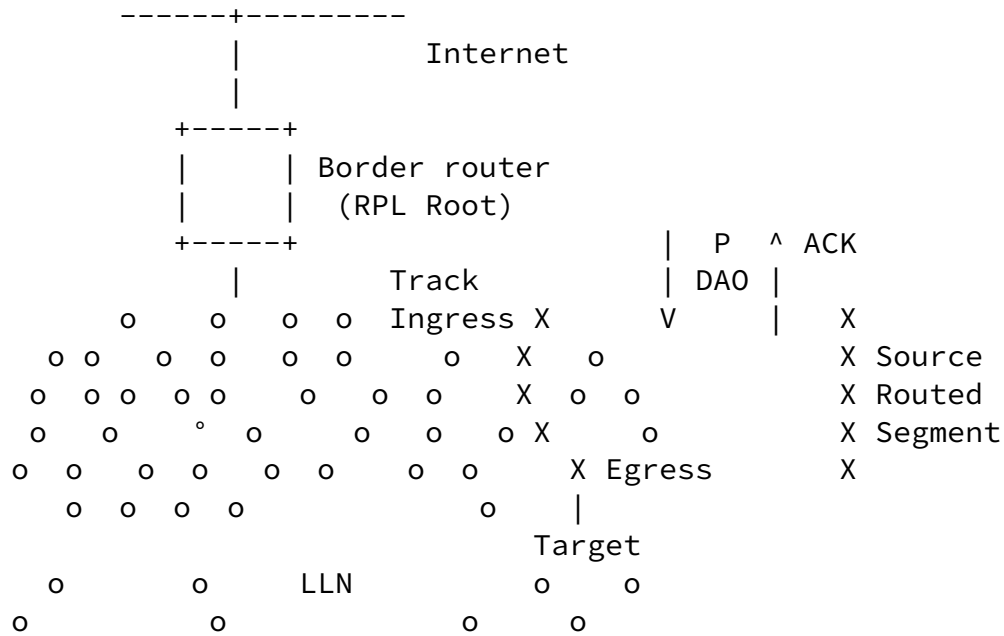 ------+---------
|          Internet
|
+-----+
|     | Border router
|     |  (RPL Root)
+-----+                    |  P  ^ ACK
|        Track          | DAO |
o    o   o  o  Ingress X      V     |   X
o o   o  o   o  o     o   X   o             X Source
o  o o  o o    o   o  o    X  o  o           X Routed
o   o    °  o     o   o   o X     o          X Segment
o  o   o  o   o  o    o  o     X Egress       X
o  o  o  o             o    |
Target
o       o     LLN            o    o
o          o             o     o